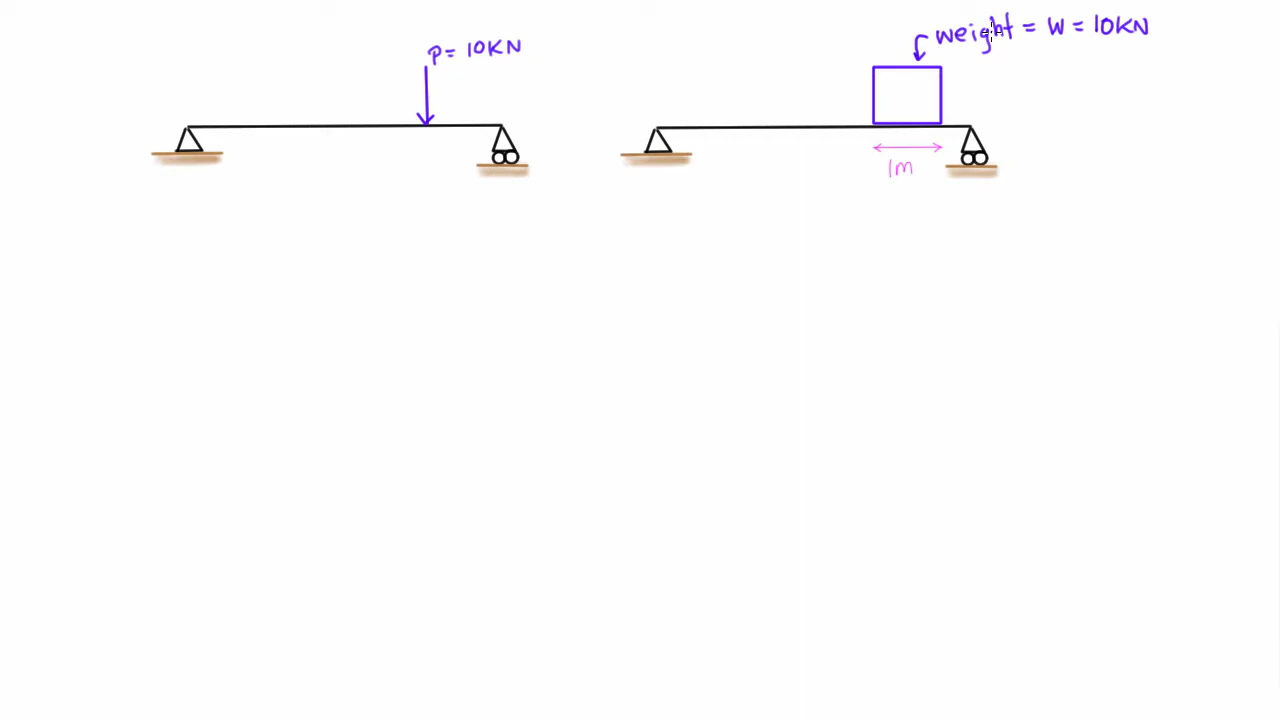 P = 10KN
weight = W = 10KN
1m